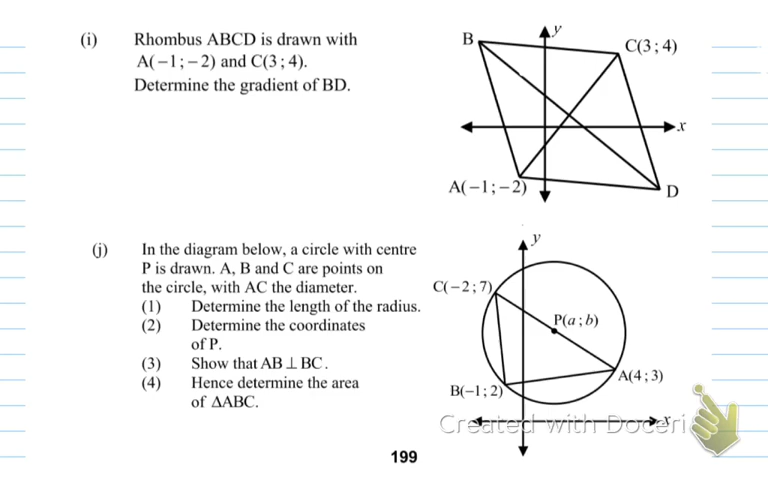 (i) Rhombus ABCD is drawn with
A(−1 ; − 2) and C(3 ; 4).
Determine the gradient of BD.
B
y
C(3 ; 4)
x
A(−1 ; − 2)
D
(j) In the diagram below, a circle with centre
P is drawn. A, B and C are points on
the circle, with AC the diameter.
(1) Determine the length of the radius.
(2) Determine the coordinates
of P.
(3) Show that AB ⊥ BC .
(4) Hence determine the area
of ΔABC.
y
C(−2 ; 7)
P(a ; b)
A(4 ; 3)
B(−1 ; 2)
x
Created with Doceri
199